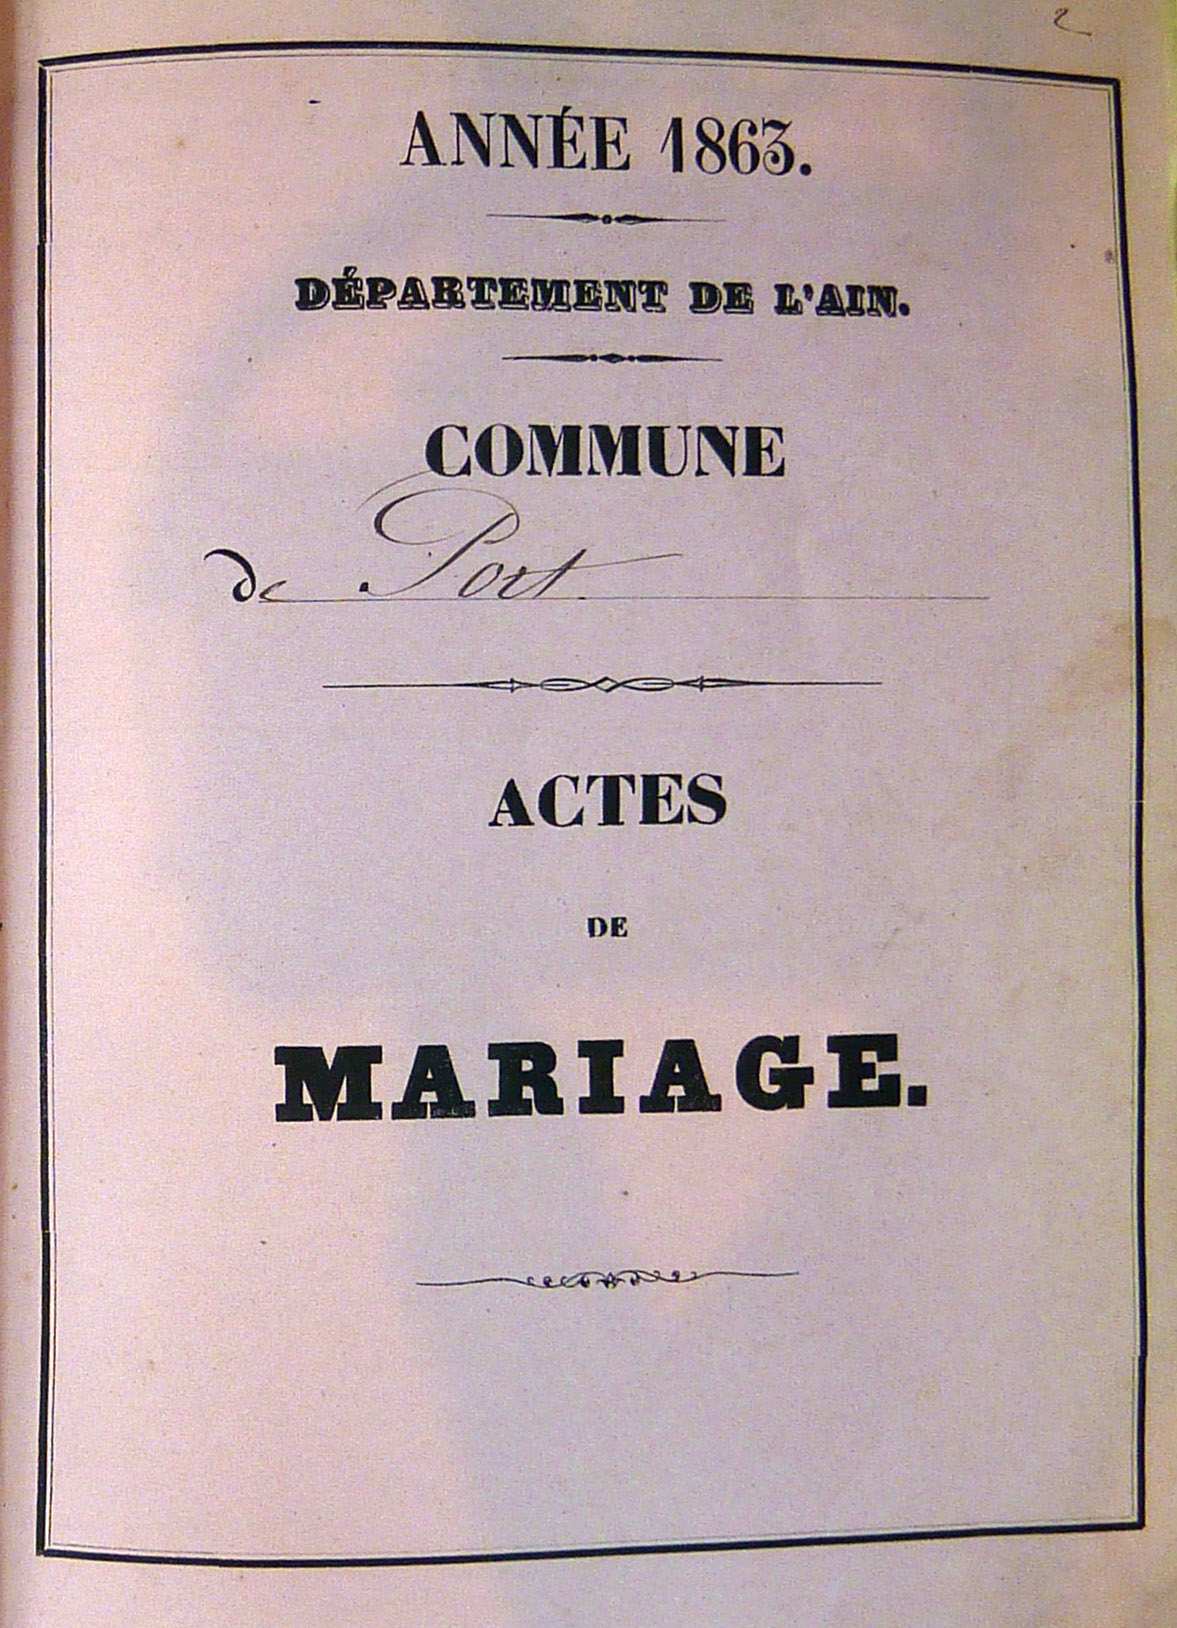 2
ANNÉE 1863.
DÉPARTEMENT DE L'AIN.
COMMUNE
de Port
ACTES
DE
MARIAGE.